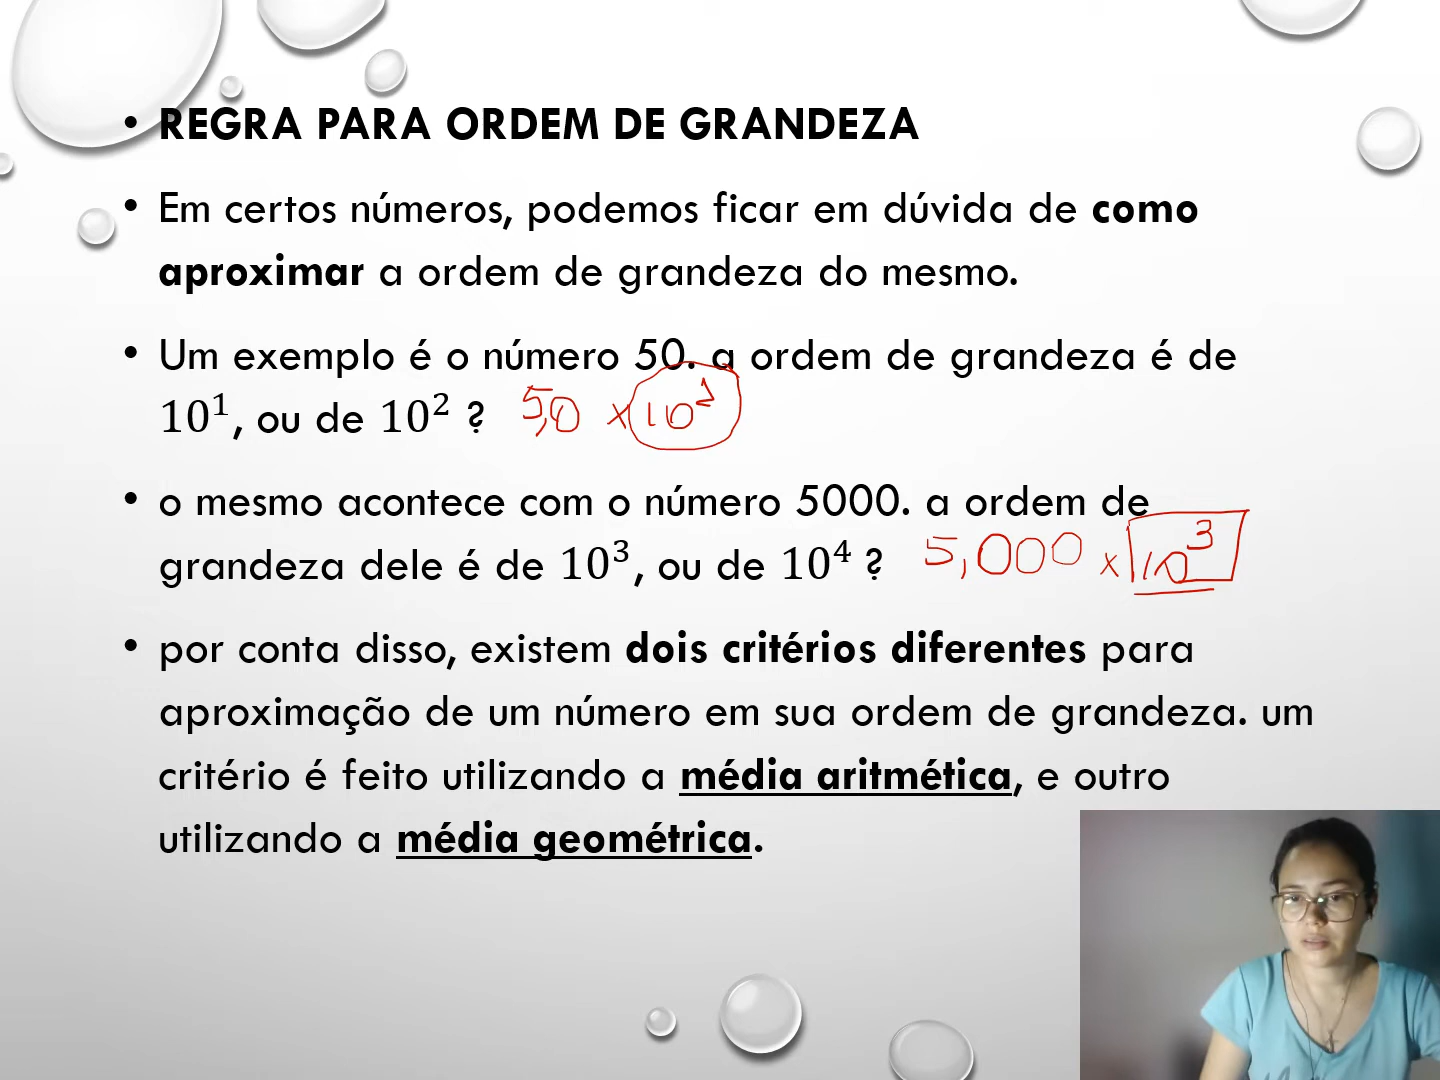 • REGRA PARA ORDEM DE GRANDEZA
• Em certos números, podemos ficar em dúvida de como
aproximar a ordem de grandeza do mesmo.
• Um exemplo é o número 50. a ordem de grandeza é de
10¹, ou de 10² ? 5,0 x 10¹
• o mesmo acontece com o número 5000. a ordem de
grandeza dele é de 10³, ou de 10⁴ ? 5,000 x 10³
• por conta disso, existem dois critérios diferentes para
aproximação de um número em sua ordem de grandeza. um
critério é feito utilizando a média aritmética, e outro
utilizando a média geométrica.